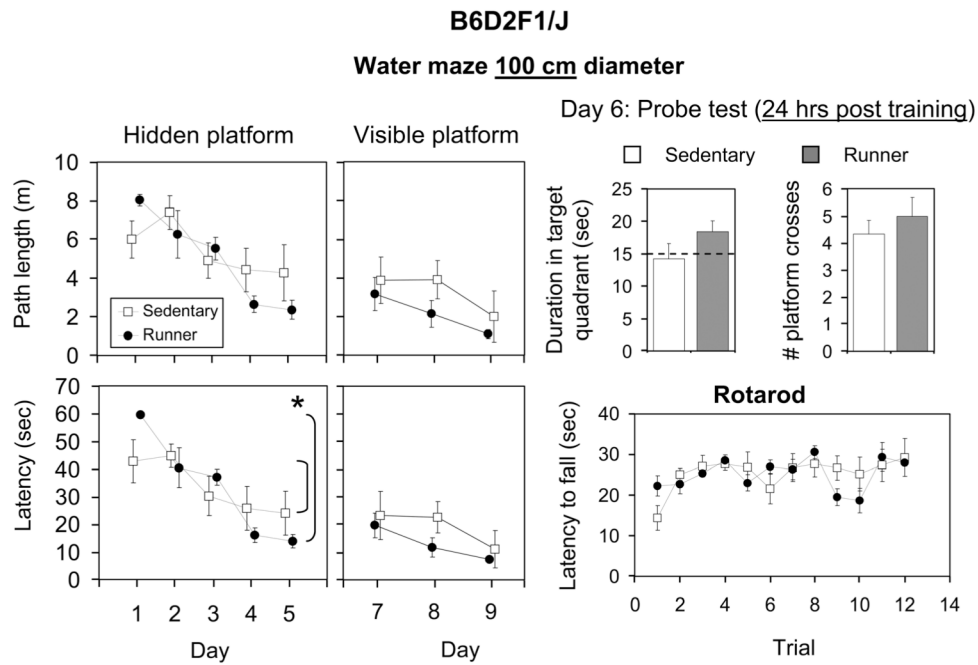 B6D2F1/J
Water maze 100 cm diameter
Day 6: Probe test (24 hrs post training)
Hidden platform
Visible platform
Sedentary
Runner
Path length (m)
10
8
6
4
2
0
Sedentary
Runner
Duration in target
quadrant (sec)
25
20
15
10
5
0
# platform crosses
6
5
4
3
2
1
0
Latency (sec)
70
60
50
40
30
20
10
0
*
1 2 3 4 5
Day
7 8 9
Day
Rotarod
Latency to fall (sec)
40
30
20
10
0
0 2 4 6 8 10 12 14
Trial